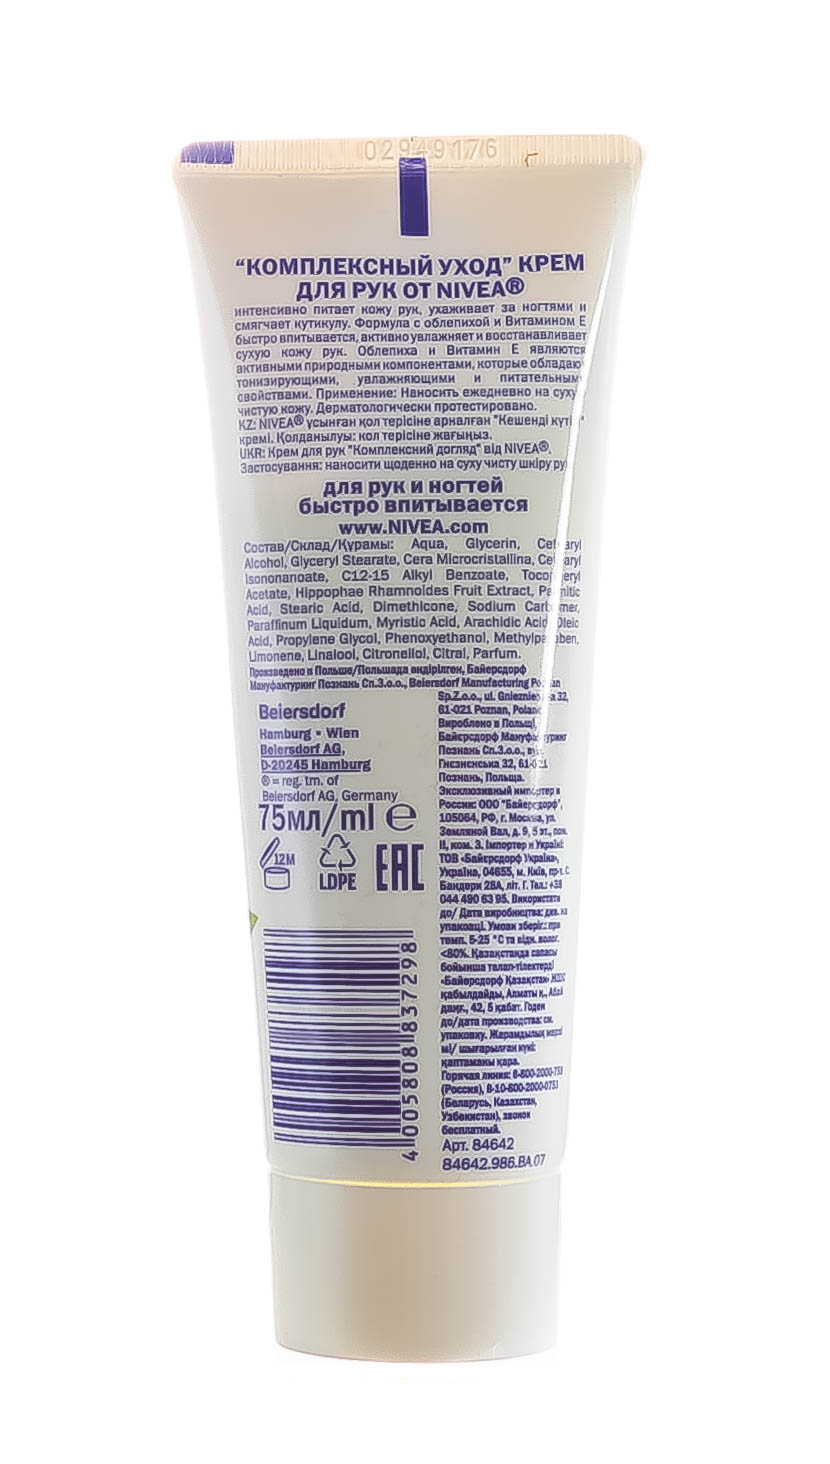 02949176
“КОМПЛЕКСНЫЙ УХОД” КРЕМ
ДЛЯ РУК ОТ NIVEA®
интенсивно питает кожу рук, ухаживает за ногтями и
смягчает кутикулу. Формула с облепихой и Витамином Е
быстро впитывается, активно увлажняет и восстанавливает
сухую кожу рук. Облепиха и Витамин Е являются
активными природными компонентами, которые обладаю
тонизирующими, увлажняющими и питательным
свойствами. Применение: Наносить ежедневно на суху
чистую кожу. Дерматологически протестировано.
KZ: NIVEA® ұсынған қол терісіне арналған "Кешенді күті
кремі. Қолданылуы: қол терісіне жағыңыз.
UKR: Крем для рук "Комплексний догляд" від NIVEA®.
Застосування: наносити щоденно на суху чисту шкіру ру
для рук и ногтей
быстро впитывается
www.NIVEA.com
Состав/Склад/Құрамы: Aqua, Glycerin, Cetearyl
Alcohol, Glyceryl Stearate, Cera Microcristallina, Cetearyl
Isononanoate, C12-15 Alkyl Benzoate, Tocopheryl
Acetate, Hippophae Rhamnoides Fruit Extract, Palmitic
Acid, Stearic Acid, Dimethicone, Sodium Carbomer,
Paraffinum Liquidum, Myristic Acid, Arachidic Acid, Oleic
Acid, Propylene Glycol, Phenoxyethanol, Methylparaben,
Limonene, Linalool, Citronellol, Citral, Parfum.
Произведено в Польше/Польшада өндірілген, Байерсдорф
Мануфактуринг Познань Сп.З.о.о., Beiersdorf Manufacturing Poznan
Sp.Z.o.o., ul. Gnieznienska 32,
61-021 Poznan, Poland
Вироблено в Польщі,
Байєрсдорф Мануфактуринг
Познань Сп.З.о.о., вул.
Гнєзненська 32, 61-021
Познань, Польща.
Эксклюзивный импортер в
России: ООО "Байерсдорф",
105064, РФ, г. Москва, ул.
Земляной Вал, д. 9, 5 эт., пом.
II, ком. 3. Імпортер в Україні:
ТОВ «Байєрсдорф Україна»,
Україна, 04655, м. Київ, пр-т. С.
Бандери 28А, літ. Г. Тел.: +38
044 490 63 95. Використати
до/ Дата виробництва: див. на
упаковці. Умови зберіг.: при
темп. 5-25 °С та відн. волог.
<80%. Қазақстанда сапасы
бойынша талап-тілектерді
«Байерсдорф Қазақстан»
қабылдайды, Алматы қ., Абай
даңғ., 42, 5 қабат. Годен
до/дата производства: см.
упаковку. Жарамдылық мерзі
мі/ шығарылған күні:
қаптаманы қара.
Горячая линия: 8-800-2000-753
(Россия), 8-10-800-2000-0753
(Беларусь, Казахстан,
Узбекистан), звонок
бесплатный.
Арт. 84642
84642.986.BA.07
Beiersdorf
Hamburg • Wien
Beiersdorf AG,
D-20245 Hamburg
® = reg. tm. of
Beiersdorf AG, Germany
75мл/ml ℮
12M
LDPE
EAC
4005808837298